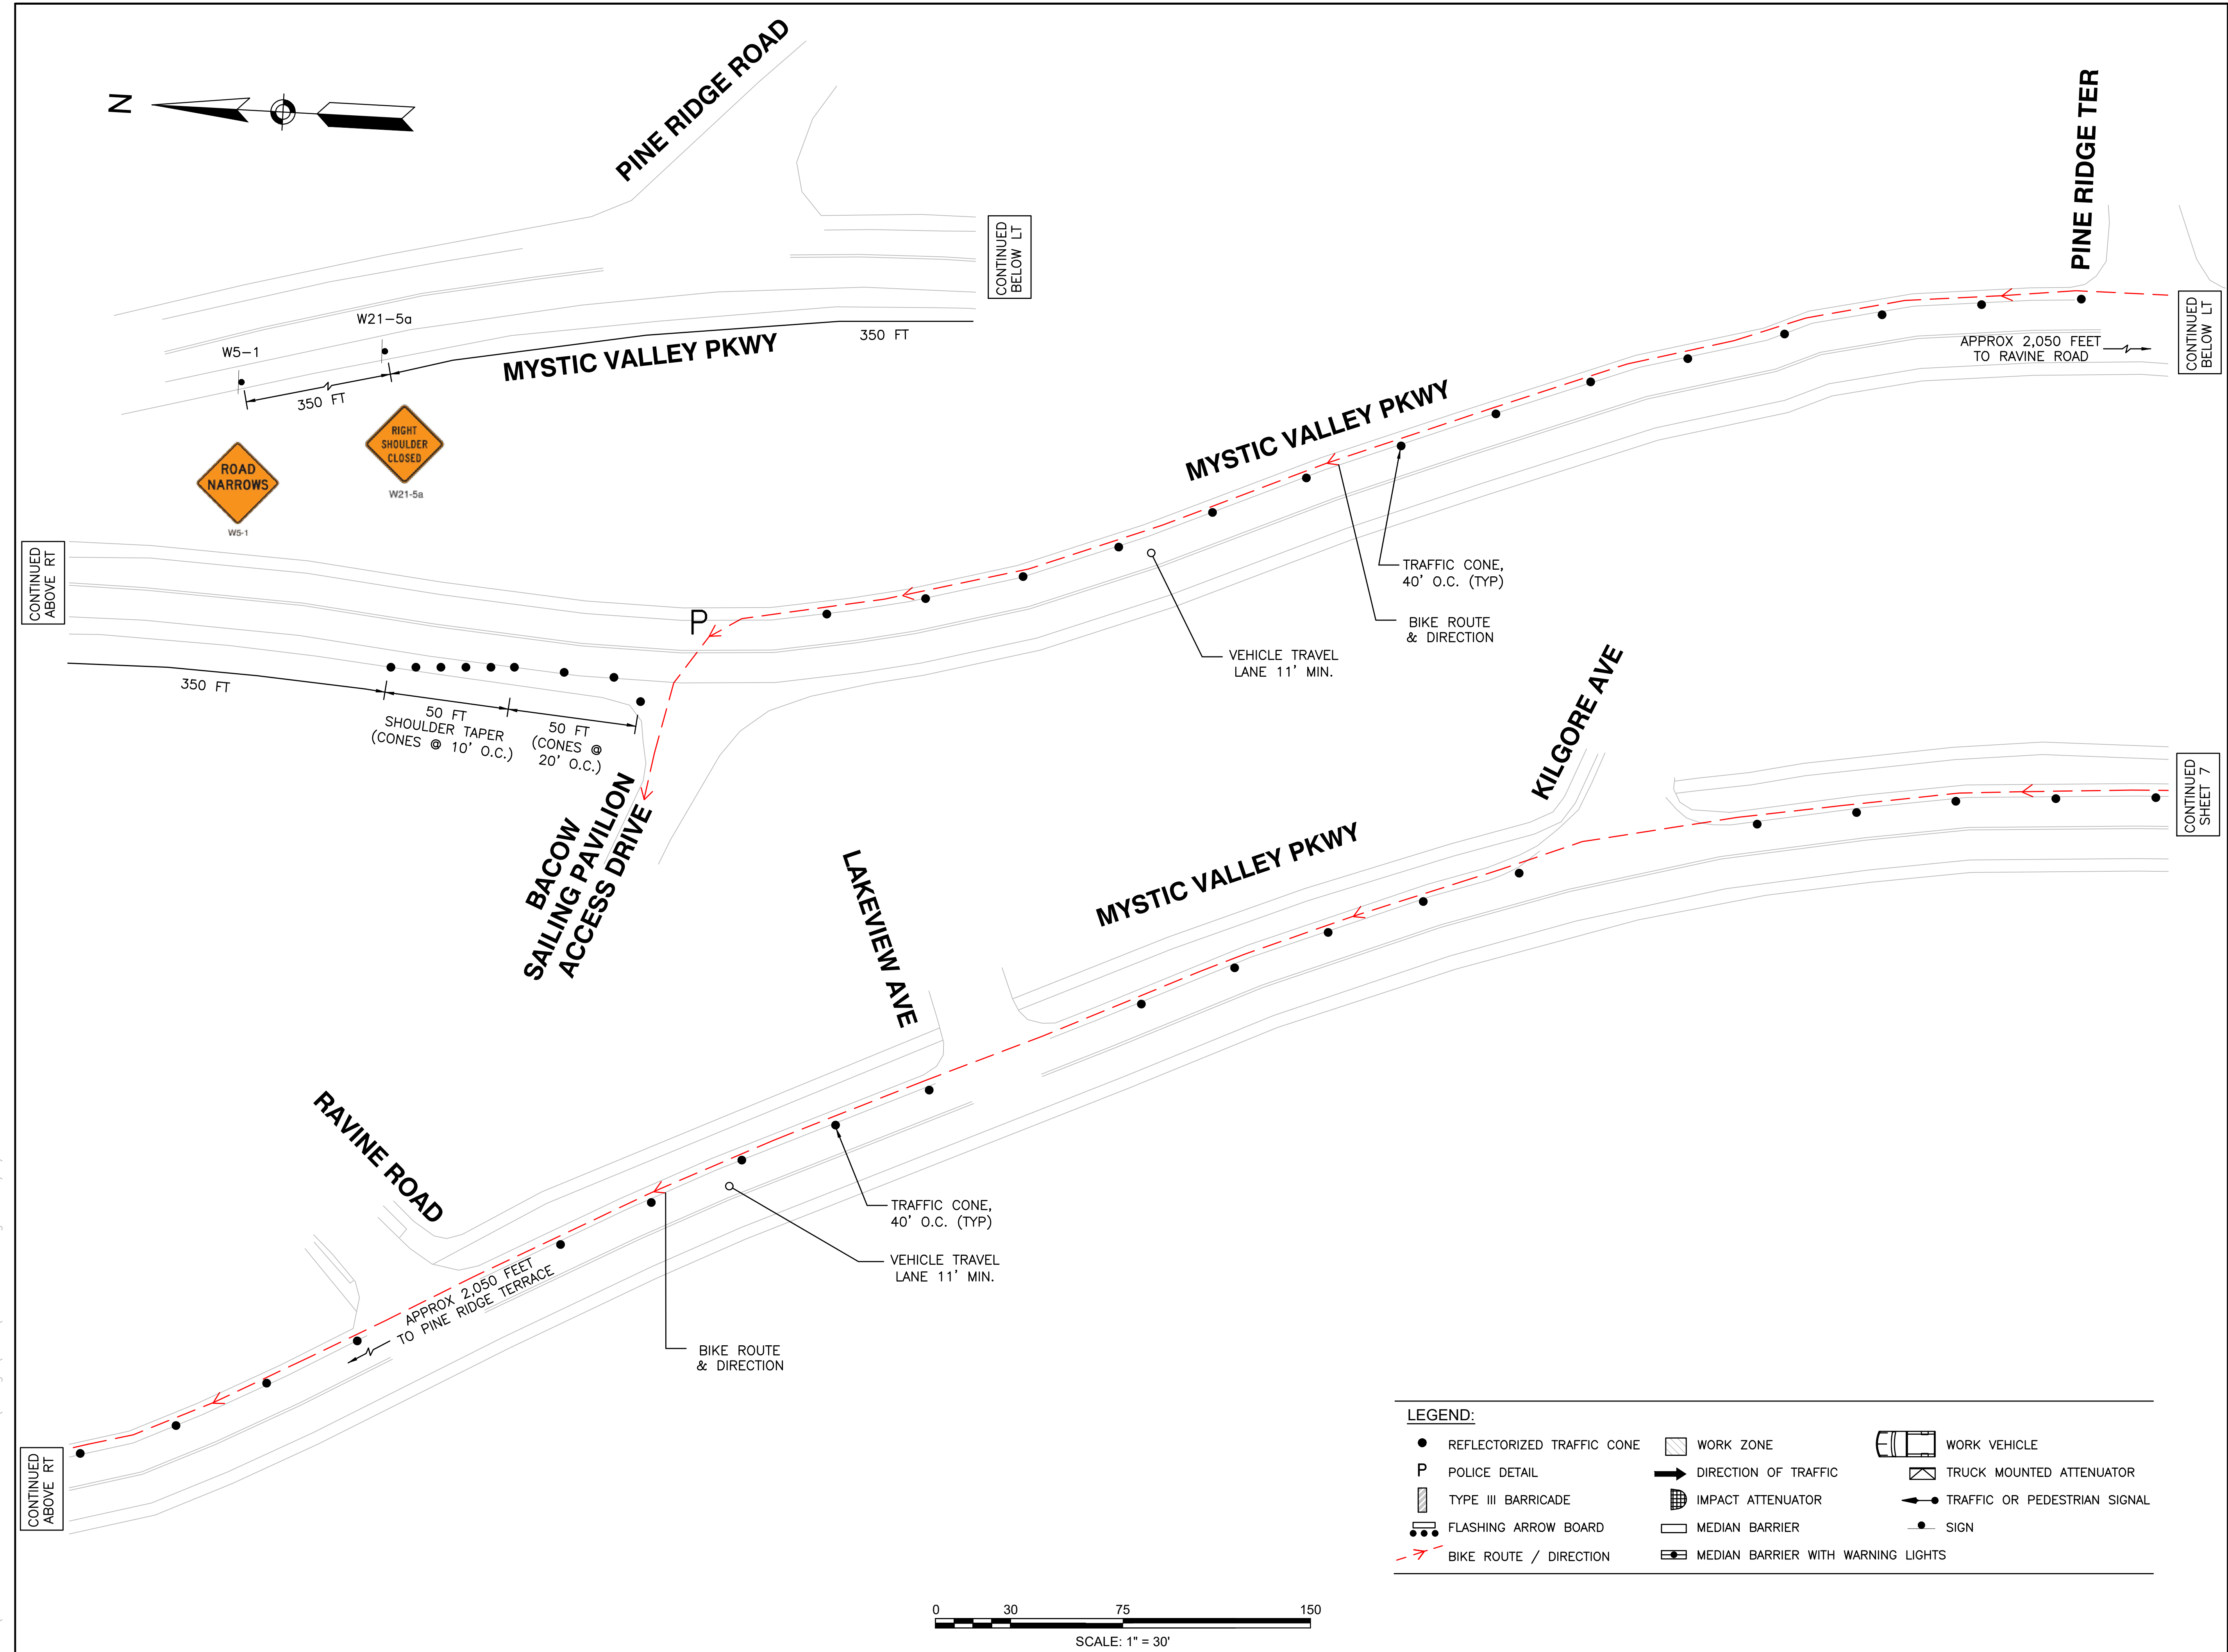 N
PINE RIDGE ROAD
PINE RIDGE TER
CONTINUED
BELOW LT
W21-5a
W5-1
350 FT
MYSTIC VALLEY PKWY
350 FT
RIGHT
SHOULDER
CLOSED
W21-5a
ROAD
NARROWS
W5-1
APPROX 2,050 FEET
TO RAVINE ROAD
CONTINUED
BELOW LT
MYSTIC VALLEY PKWY
CONTINUED
ABOVE RT
P
TRAFFIC CONE,
40' O.C. (TYP)
BIKE ROUTE
& DIRECTION
VEHICLE TRAVEL
LANE 11' MIN.
350 FT
50 FT
SHOULDER TAPER
(CONES @ 10' O.C.)
50 FT
(CONES @
20' O.C.)
BACOW
SAILING PAVILION
ACCESS DRIVE
KILGORE AVE
CONTINUED
SHEET 7
LAKEVIEW AVE
MYSTIC VALLEY PKWY
RAVINE ROAD
TRAFFIC CONE,
40' O.C. (TYP)
VEHICLE TRAVEL
LANE 11' MIN.
APPROX 2,050 FEET
TO PINE RIDGE TERRACE
BIKE ROUTE
& DIRECTION
CONTINUED
ABOVE RT
LEGEND:
REFLECTORIZED TRAFFIC CONE
P POLICE DETAIL
TYPE III BARRICADE
FLASHING ARROW BOARD
BIKE ROUTE / DIRECTION
WORK ZONE
DIRECTION OF TRAFFIC
IMPACT ATTENUATOR
MEDIAN BARRIER
MEDIAN BARRIER WITH WARNING LIGHTS
WORK VEHICLE
TRUCK MOUNTED ATTENUATOR
TRAFFIC OR PEDESTRIAN SIGNAL
SIGN
0 30 75 150
SCALE: 1" = 30'